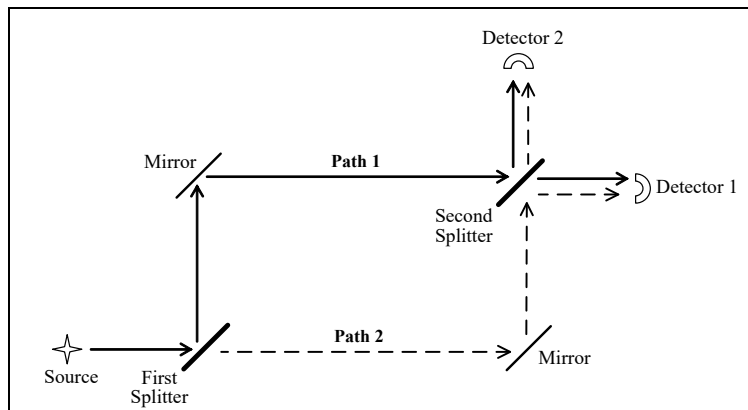 Detector 2
Mirror
Path 1
Detector 1
Second
Splitter
Path 2
Mirror
Source
First
Splitter